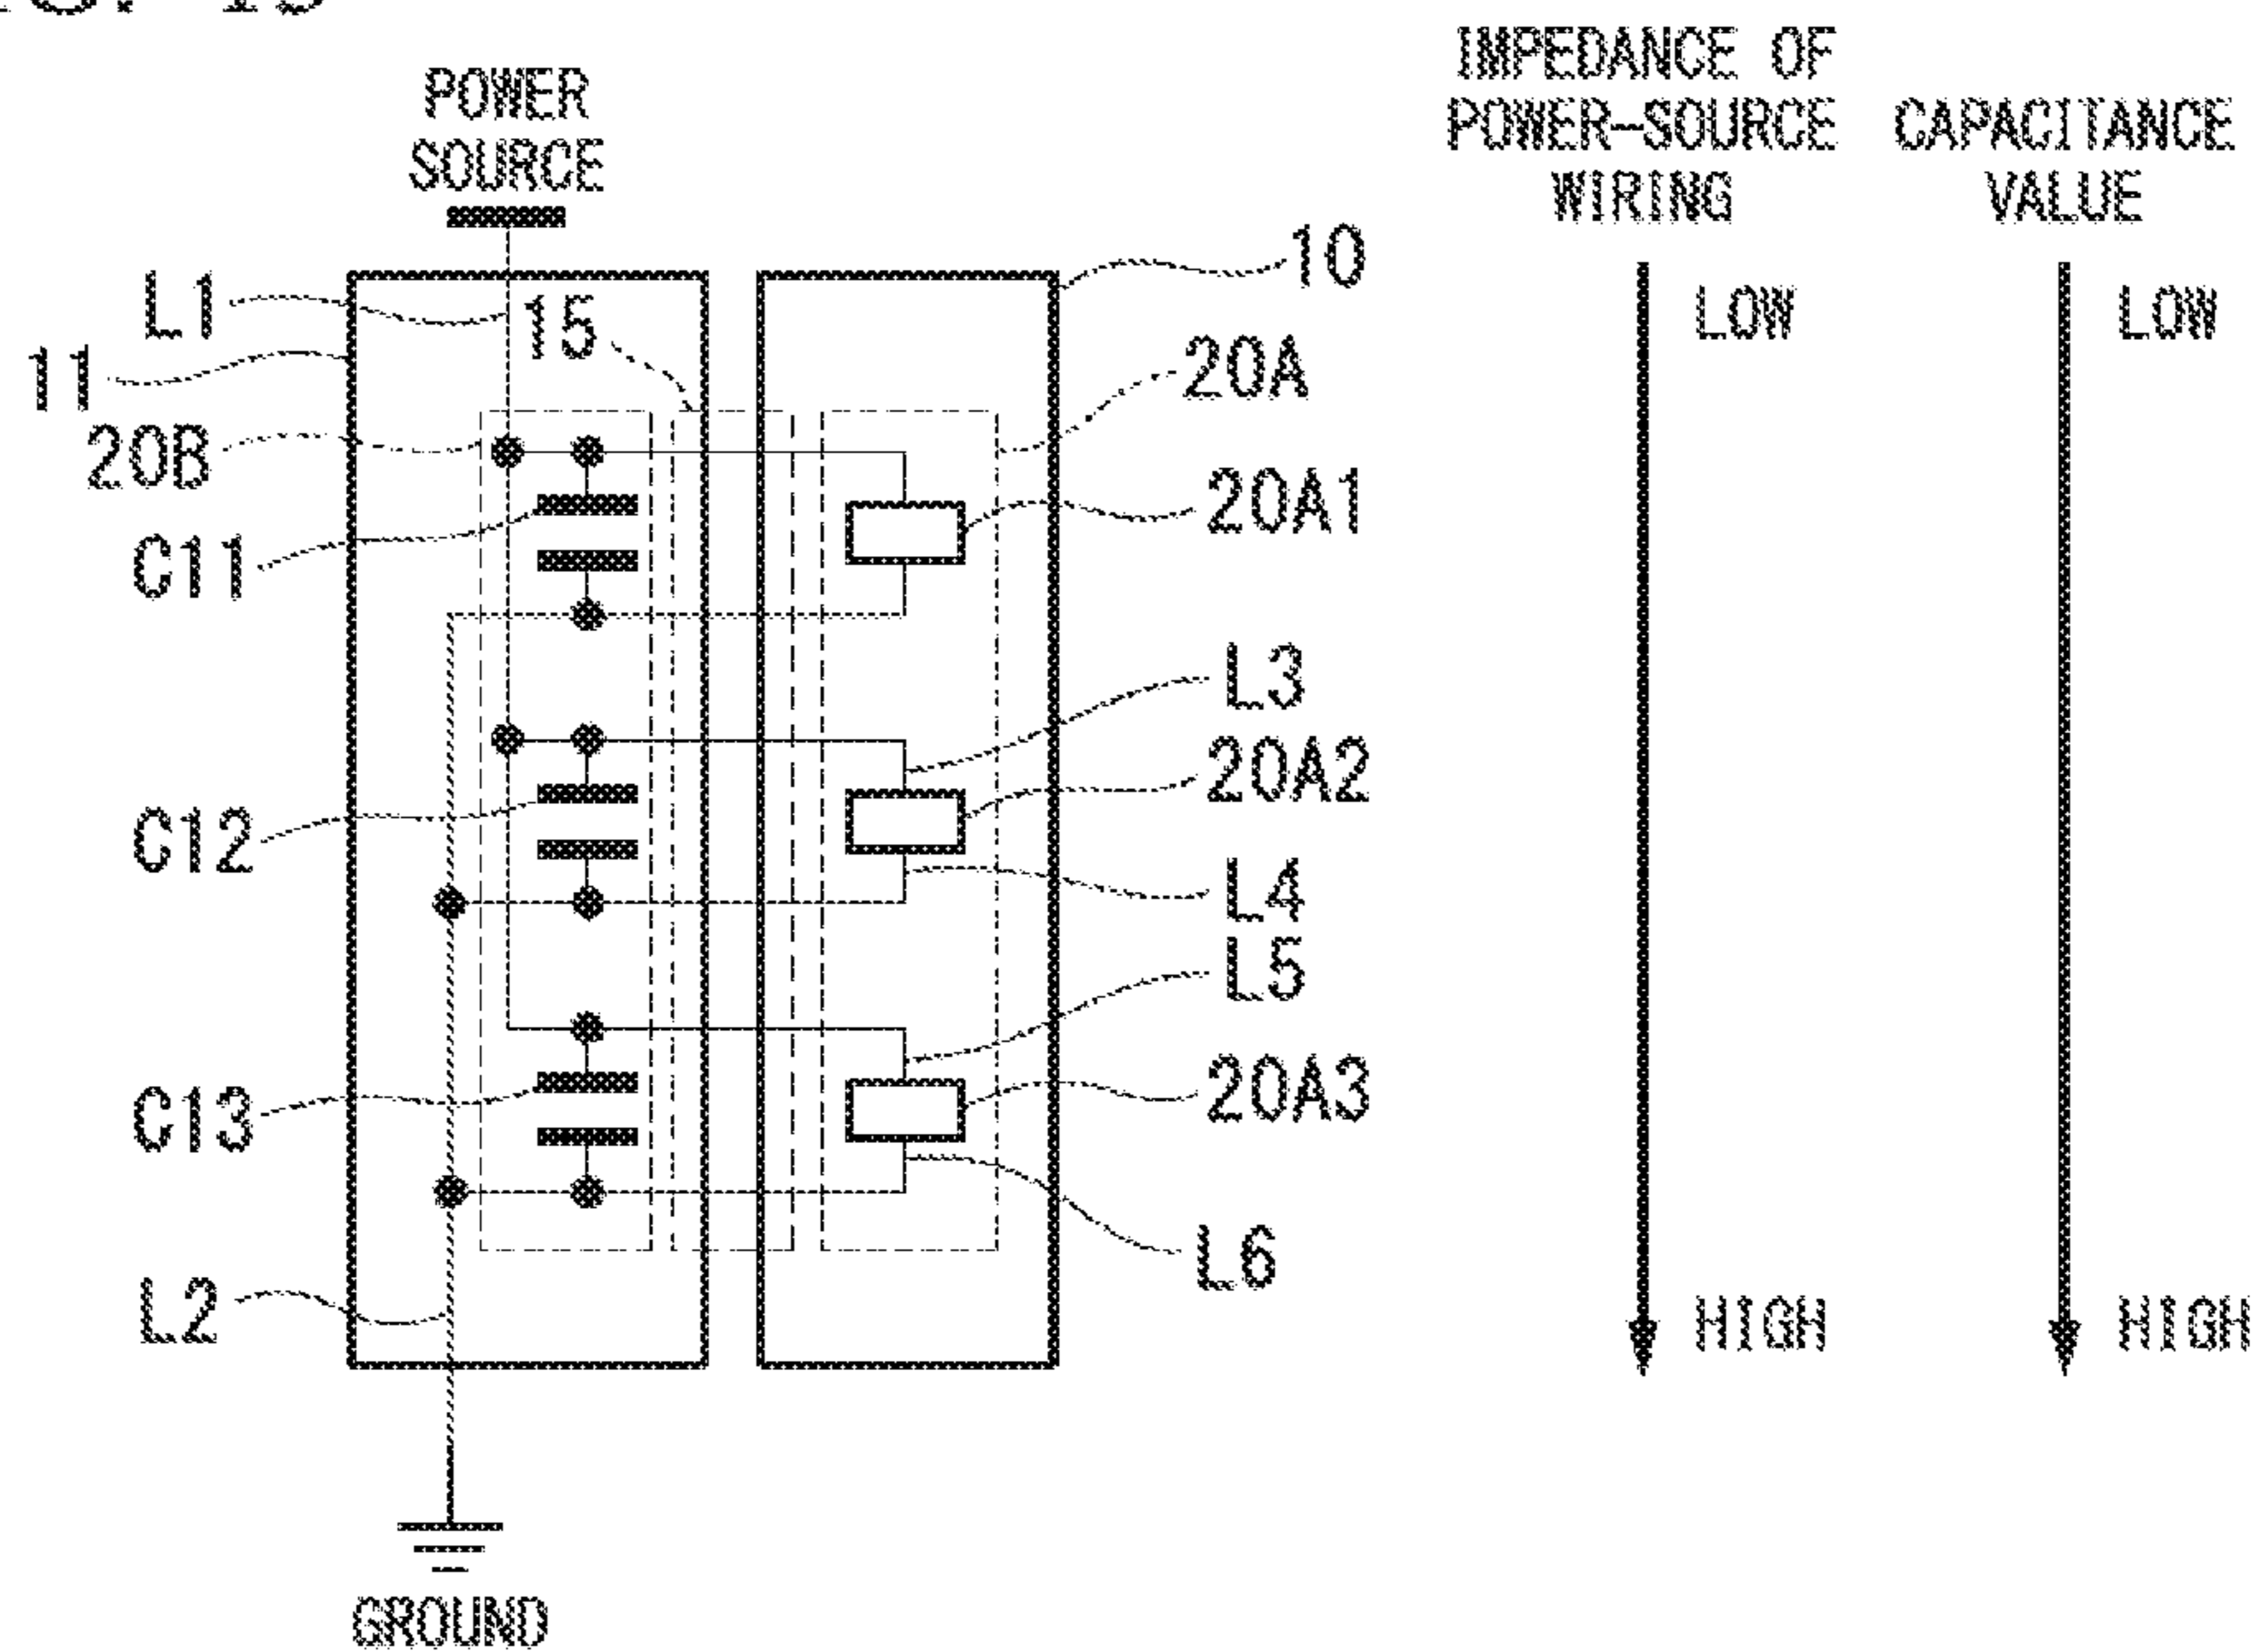 POWER
SOURCE
IMPEDANCE OF
POWER-SOURCE
WIRING
CAPACITANCE
VALUE
L1
15
10
LOW
LOW
11
20A
20B
20A1
C11
L3
20A2
C12
L4
L5
C13
20A3
L6
L2
HIGH
HIGH
GROUND